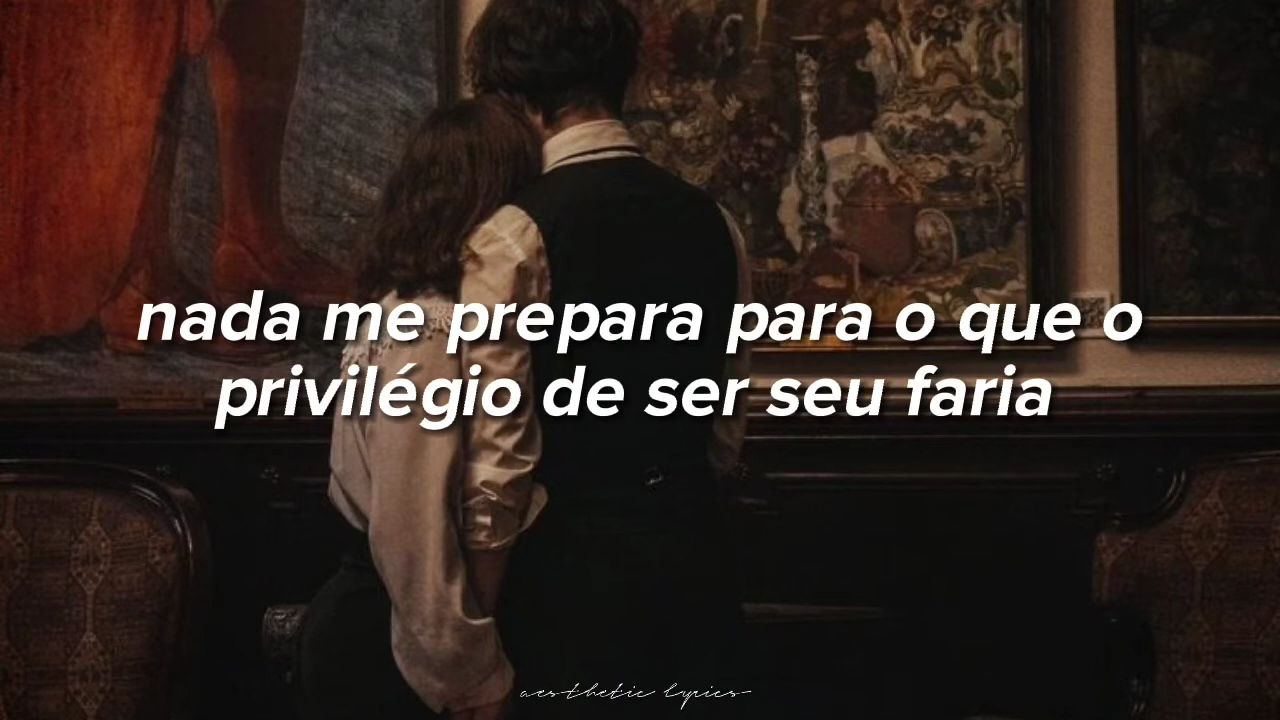 nada me prepara para o que o
privilégio de ser seu faria
aesthetic lyrics